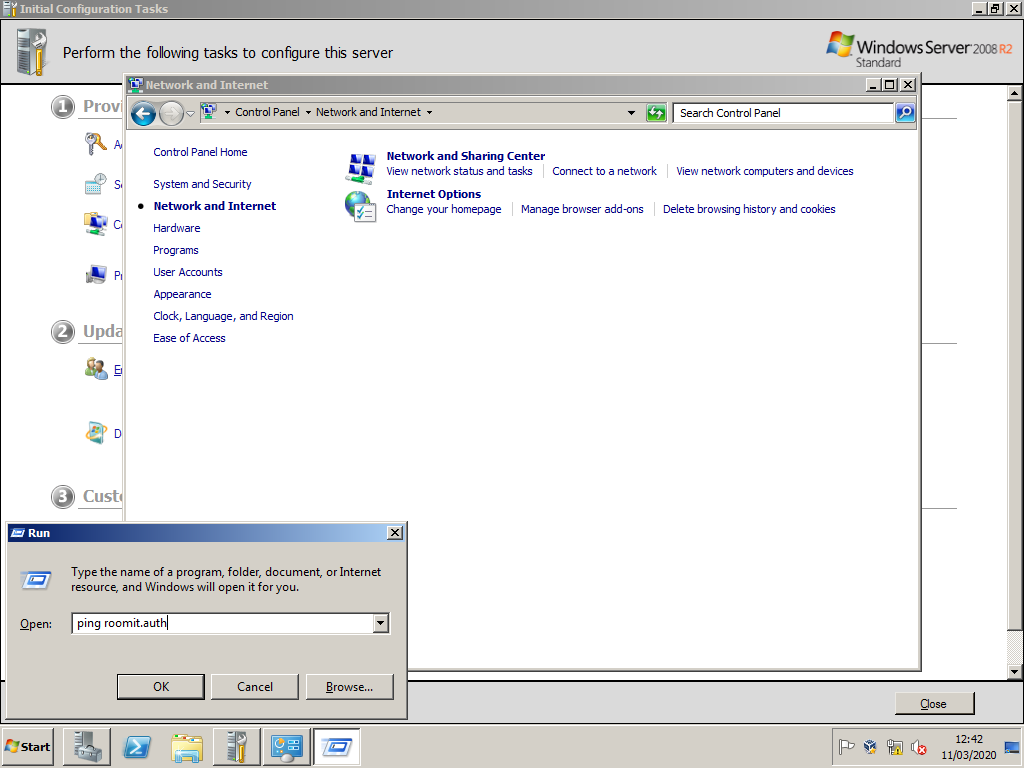 Initial Configuration Tasks
Perform the following tasks to configure this server
Windows Server 2008 R2
Standard
Network and Internet
1 Provi
Control Panel Network and Internet
Search Control Panel
Control Panel Home
System and Security
Network and Internet
Hardware
Programs
User Accounts
Appearance
Clock, Language, and Region
Ease of Access
Network and Sharing Center
View network status and tasks Connect to a network View network computers and devices
Internet Options
Change your homepage Manage browser add-ons Delete browsing history and cookies
2 Upda
3 Custo
Run
Type the name of a program, folder, document, or Internet
resource, and Windows will open it for you.
Open: ping roomit.auth
OK Cancel Browse...
Close
Start
12:42
11/03/2020